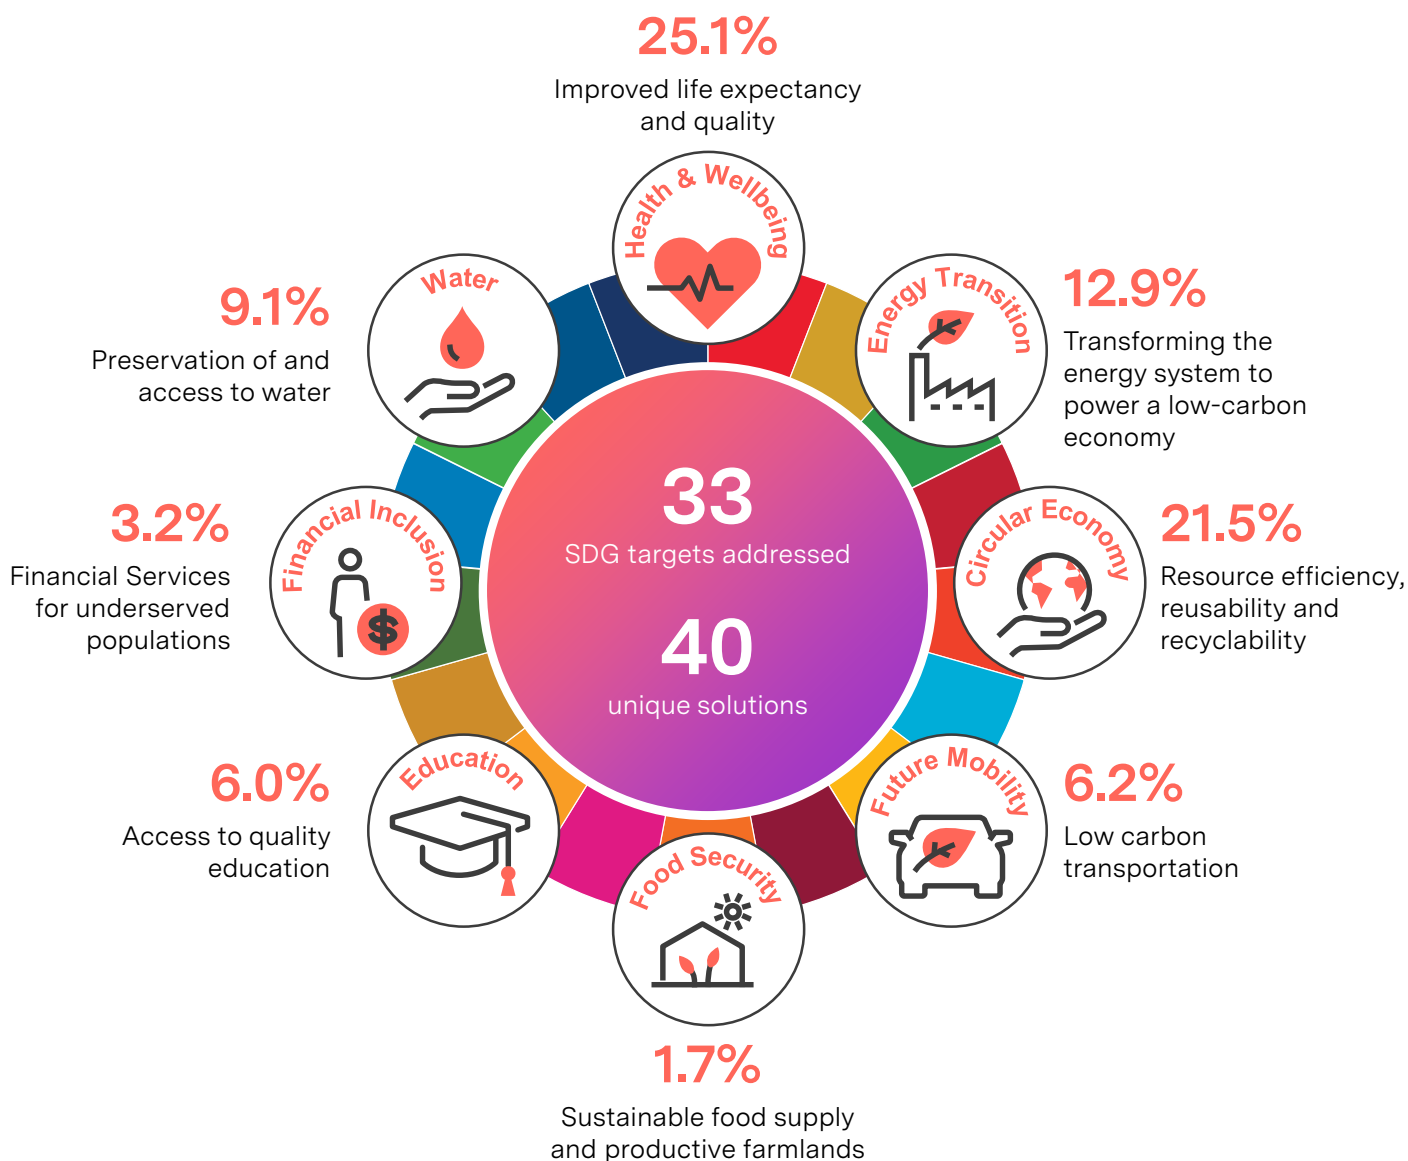 25.1%
Improved life expectancy
and quality
Health & Wellbeing
Energy Transition
12.9%
Transforming the
energy system to
power a low-carbon
economy
Circular Economy
21.5%
Resource efficiency,
reusability and
recyclability
Future Mobility
6.2%
Low carbon
transportation
Food Security
1.7%
Sustainable food supply
and productive farmlands
Education
6.0%
Access to quality
education
Financial Inclusion
$
3.2%
Financial Services
for underserved
populations
Water
9.1%
Preservation of and
access to water
33
SDG targets addressed
40
unique solutions